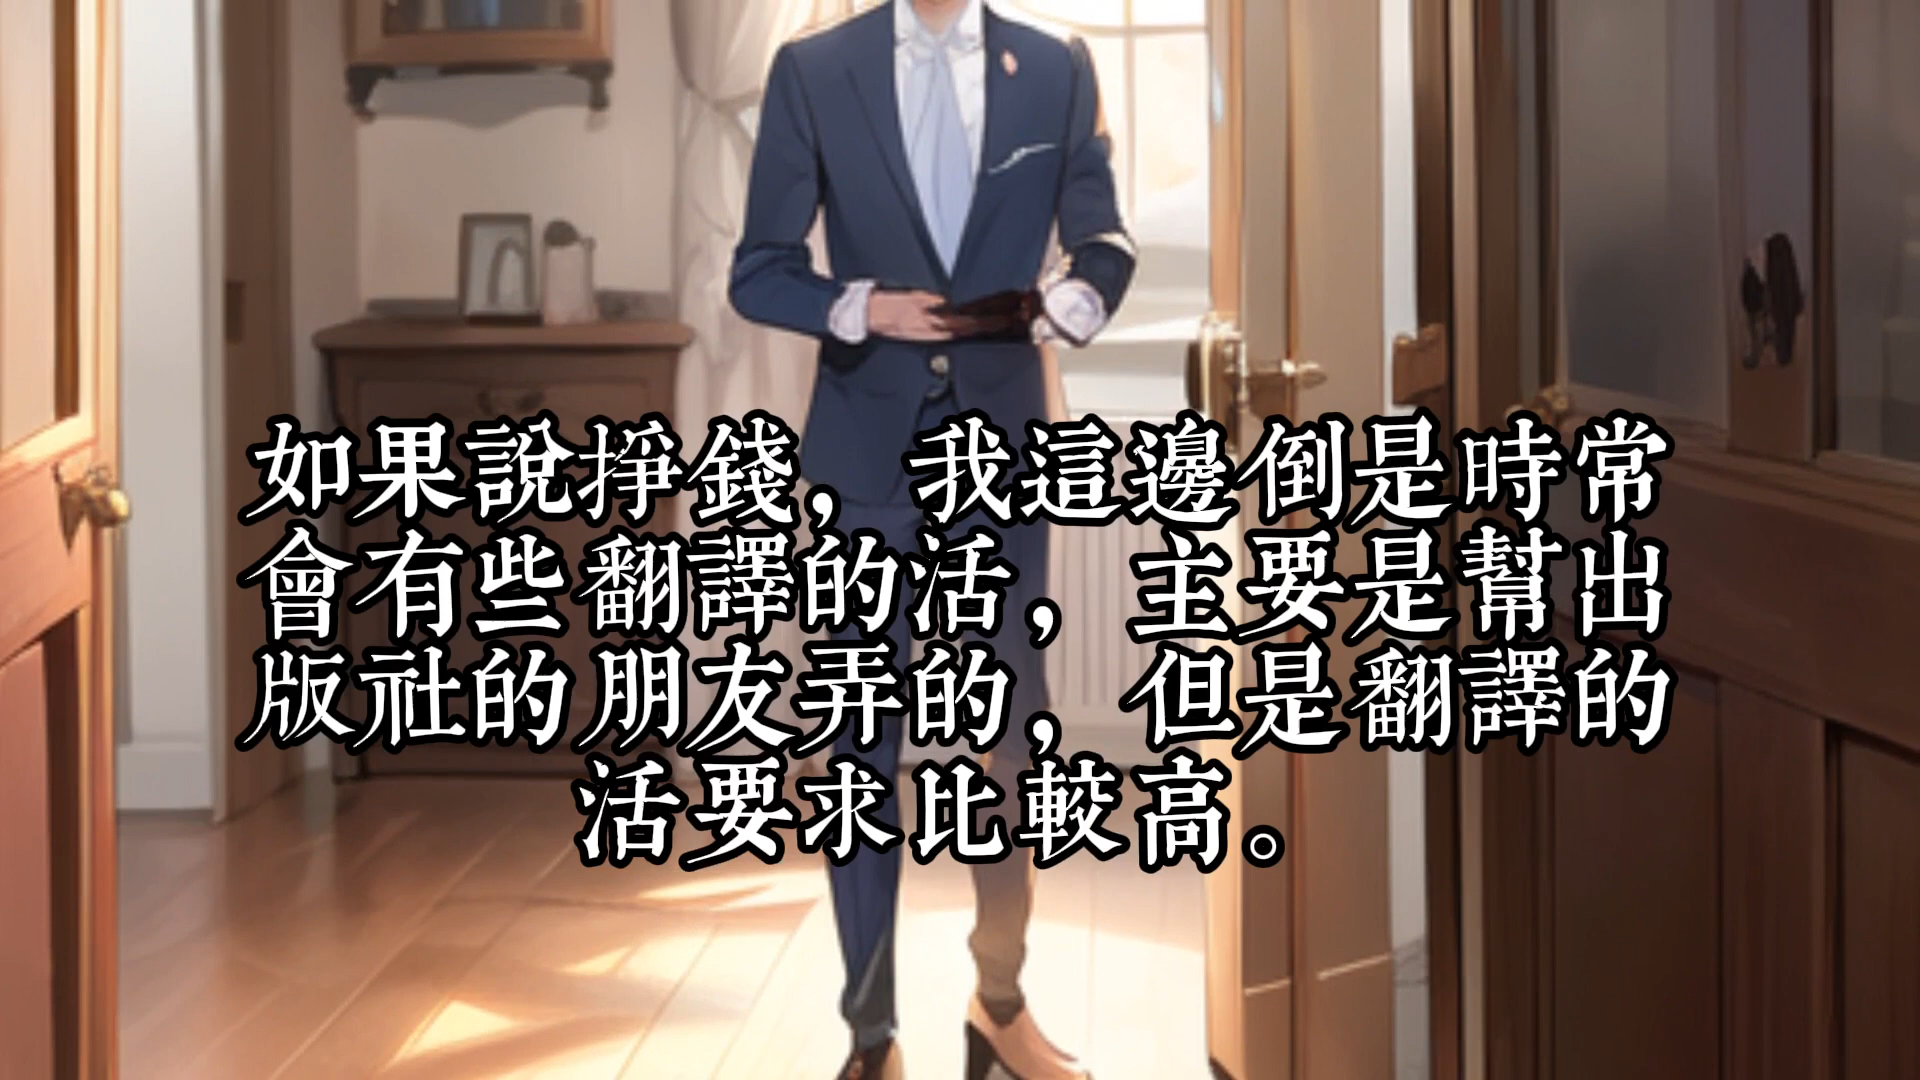 如果說掙錢，我這邊倒是時常
會有些翻譯的活，主要是幫出
版社的朋友弄的，但是翻譯的
活要求比較高。